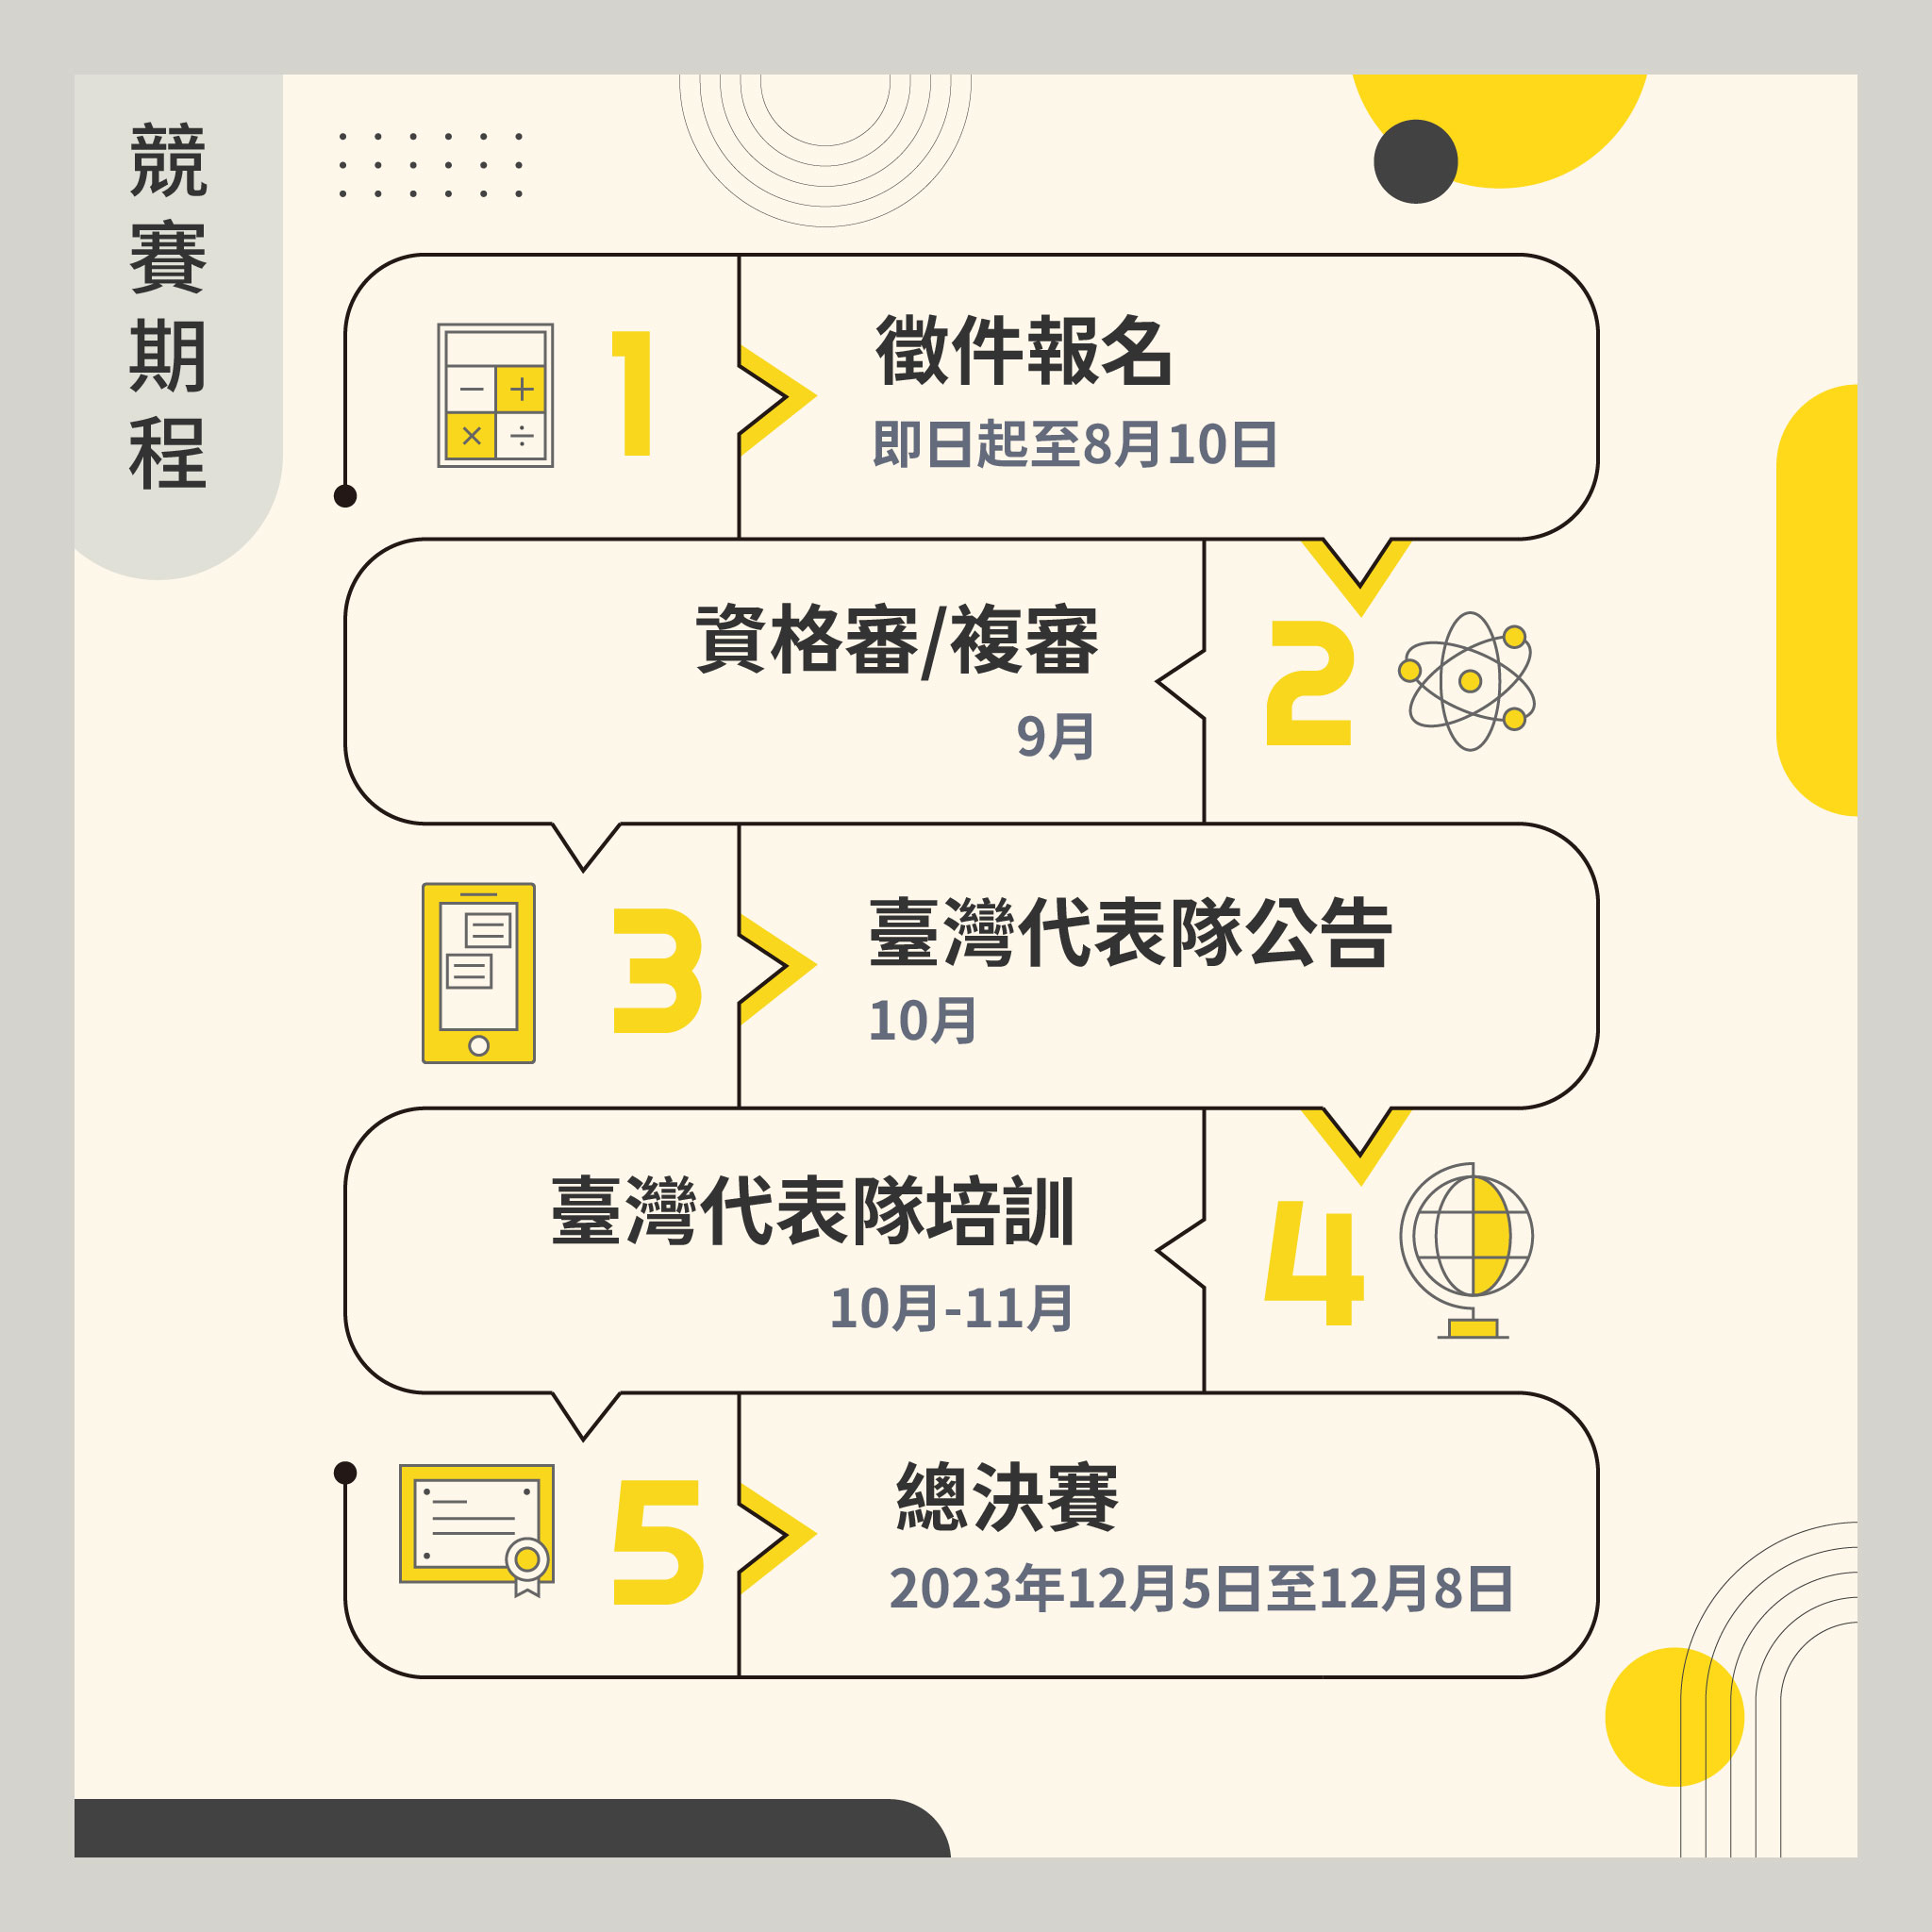 競賽期程
1
徵件報名
即日起至8月10日
2
資格審/複審
9月
3
臺灣代表隊公告
10月
4
臺灣代表隊培訓
10月-11月
5
總決賽
2023年12月5日至12月8日